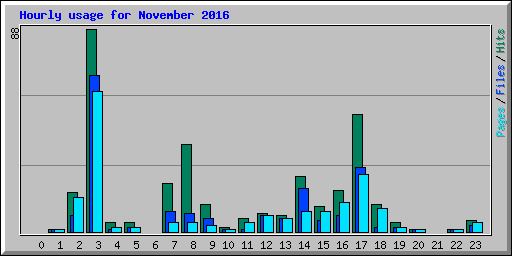 Hourly usage for November 2016
88
Pages/Files/Hits
0 1 2 3 4 5 6 7 8 9 10 11 12 13 14 15 16 17 18 19 20 21 22 23